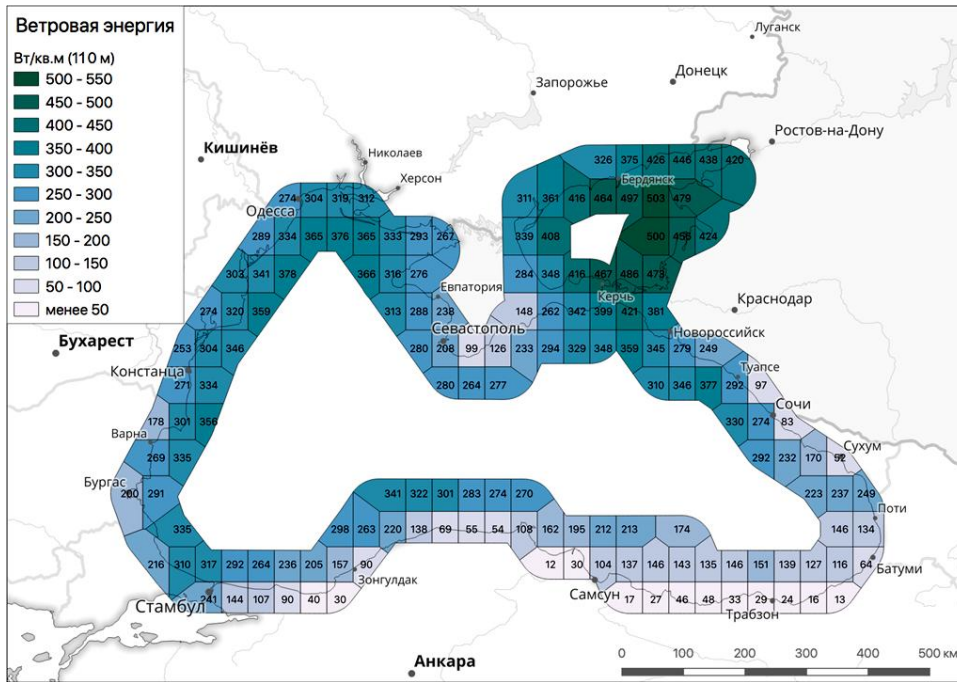 Ветровая энергия
Вт/кв.м (110 м)
500 - 550
450 - 500
400 - 450
350 - 400
300 - 350
250 - 300
200 - 250
150 - 200
100 - 150
50 - 100
менее 50
Луганск
Донецк
Запорожье
Ростов-на-Дону
Кишинёв
Николаев
Херсон
326 375 426 446 438 420
Бердянск
274 304 319 312
311 361 416 464 497 503 479
Одесса
289 334 365 376 365 333 293 267
339 408 500 456 424
303 341 378 366 316 276
284 348 416 467 486 473
Евпатория
Керчь
Краснодар
274 320 359 313 288 238
148 262 342 399 421 381
Севастополь
Новороссийск
Бухарест
253 304 346 280 208 99 126 233 294 329 348 359 345 279 249
Туапсе
Констанца
271 334 280 264 277 310 346 377 292 97
Сочи
178 301 356 330 274 83
Варна
Сухум
269 335 292 232 170 92
Бургас
200 291 341 322 301 283 274 270 223 237 249
Поти
335 298 263 220 138 69 55 54 108 162 195 212 213 174 146 134
216 310 317 292 264 236 205 157 90 12 30 104 137 146 143 135 146 151 139 127 116 64
Батуми
Зонгулдак
Самсун
241 144 107 90 40 30 17 27 46 48 33 29 24 16 13
Стамбул
Трабзон
Анкара
0 100 200 300 400 500 км